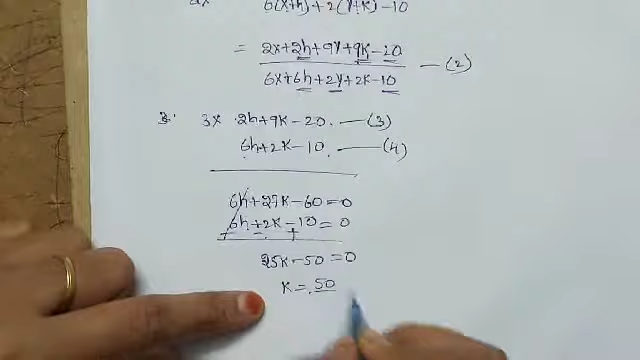 dx 6(x+h)+2(y+k)-10
= 2x+2h+9y+9k-20 / 6x+6h+2y+2k-10 —(2)
3x 2h+9k-20. —(3)
6h+2k-10. —(4)
6h+27k-60=0
6h+2k-10=0
25k-50=0
k=50